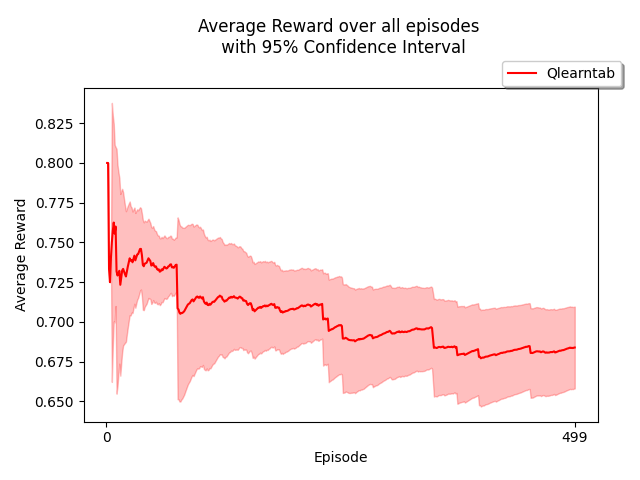 Average Reward over all episodes
with 95% Confidence Interval
Qlearntab
0.825
0.800
0.775
0.750
0.725
0.700
0.675
0.650
Average Reward
0
499
Episode